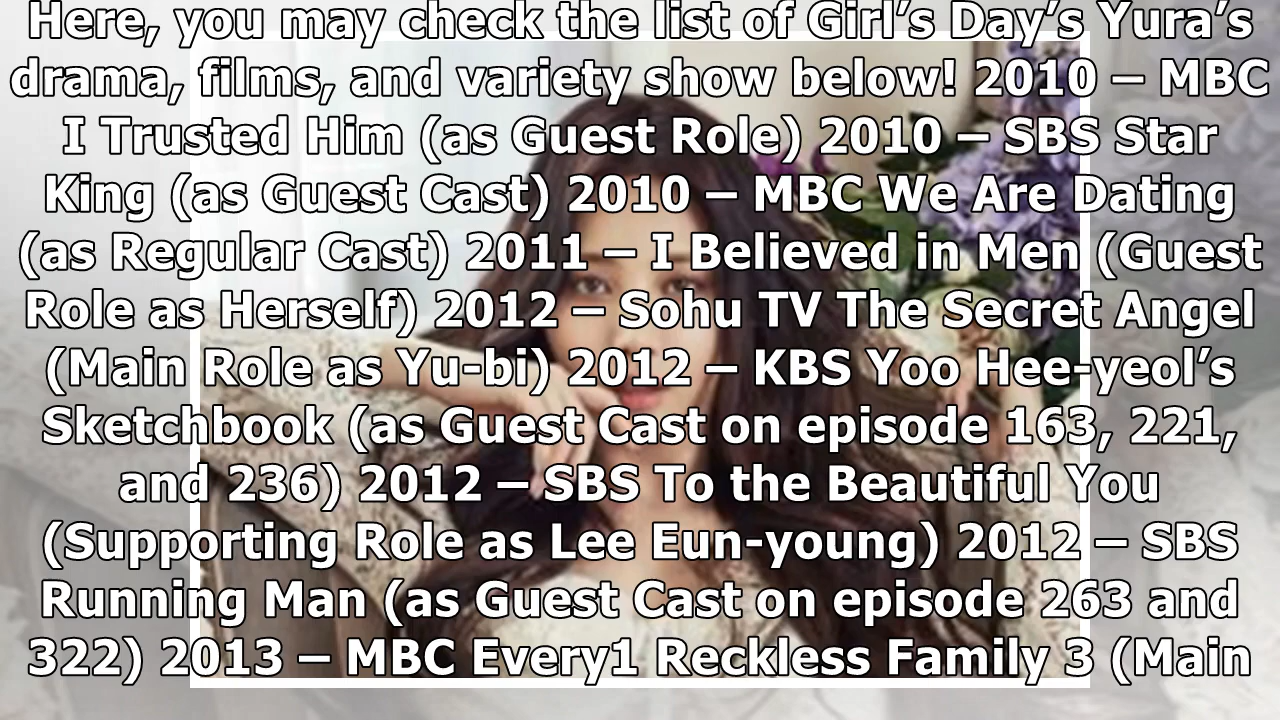 Here, you may check the list of Girl’s Day’s Yura’s
drama, films, and variety show below! 2010 – MBC
I Trusted Him (as Guest Role) 2010 – SBS Star
King (as Guest Cast) 2010 – MBC We Are Dating
(as Regular Cast) 2011 – I Believed in Men (Guest
Role as Herself) 2012 – Sohu TV The Secret Angel
(Main Role as Yu-bi) 2012 – KBS Yoo Hee-yeol’s
Sketchbook (as Guest Cast on episode 163, 221,
and 236) 2012 – SBS To the Beautiful You
(Supporting Role as Lee Eun-young) 2012 – SBS
Running Man (as Guest Cast on episode 263 and
322) 2013 – MBC Every1 Reckless Family 3 (Main